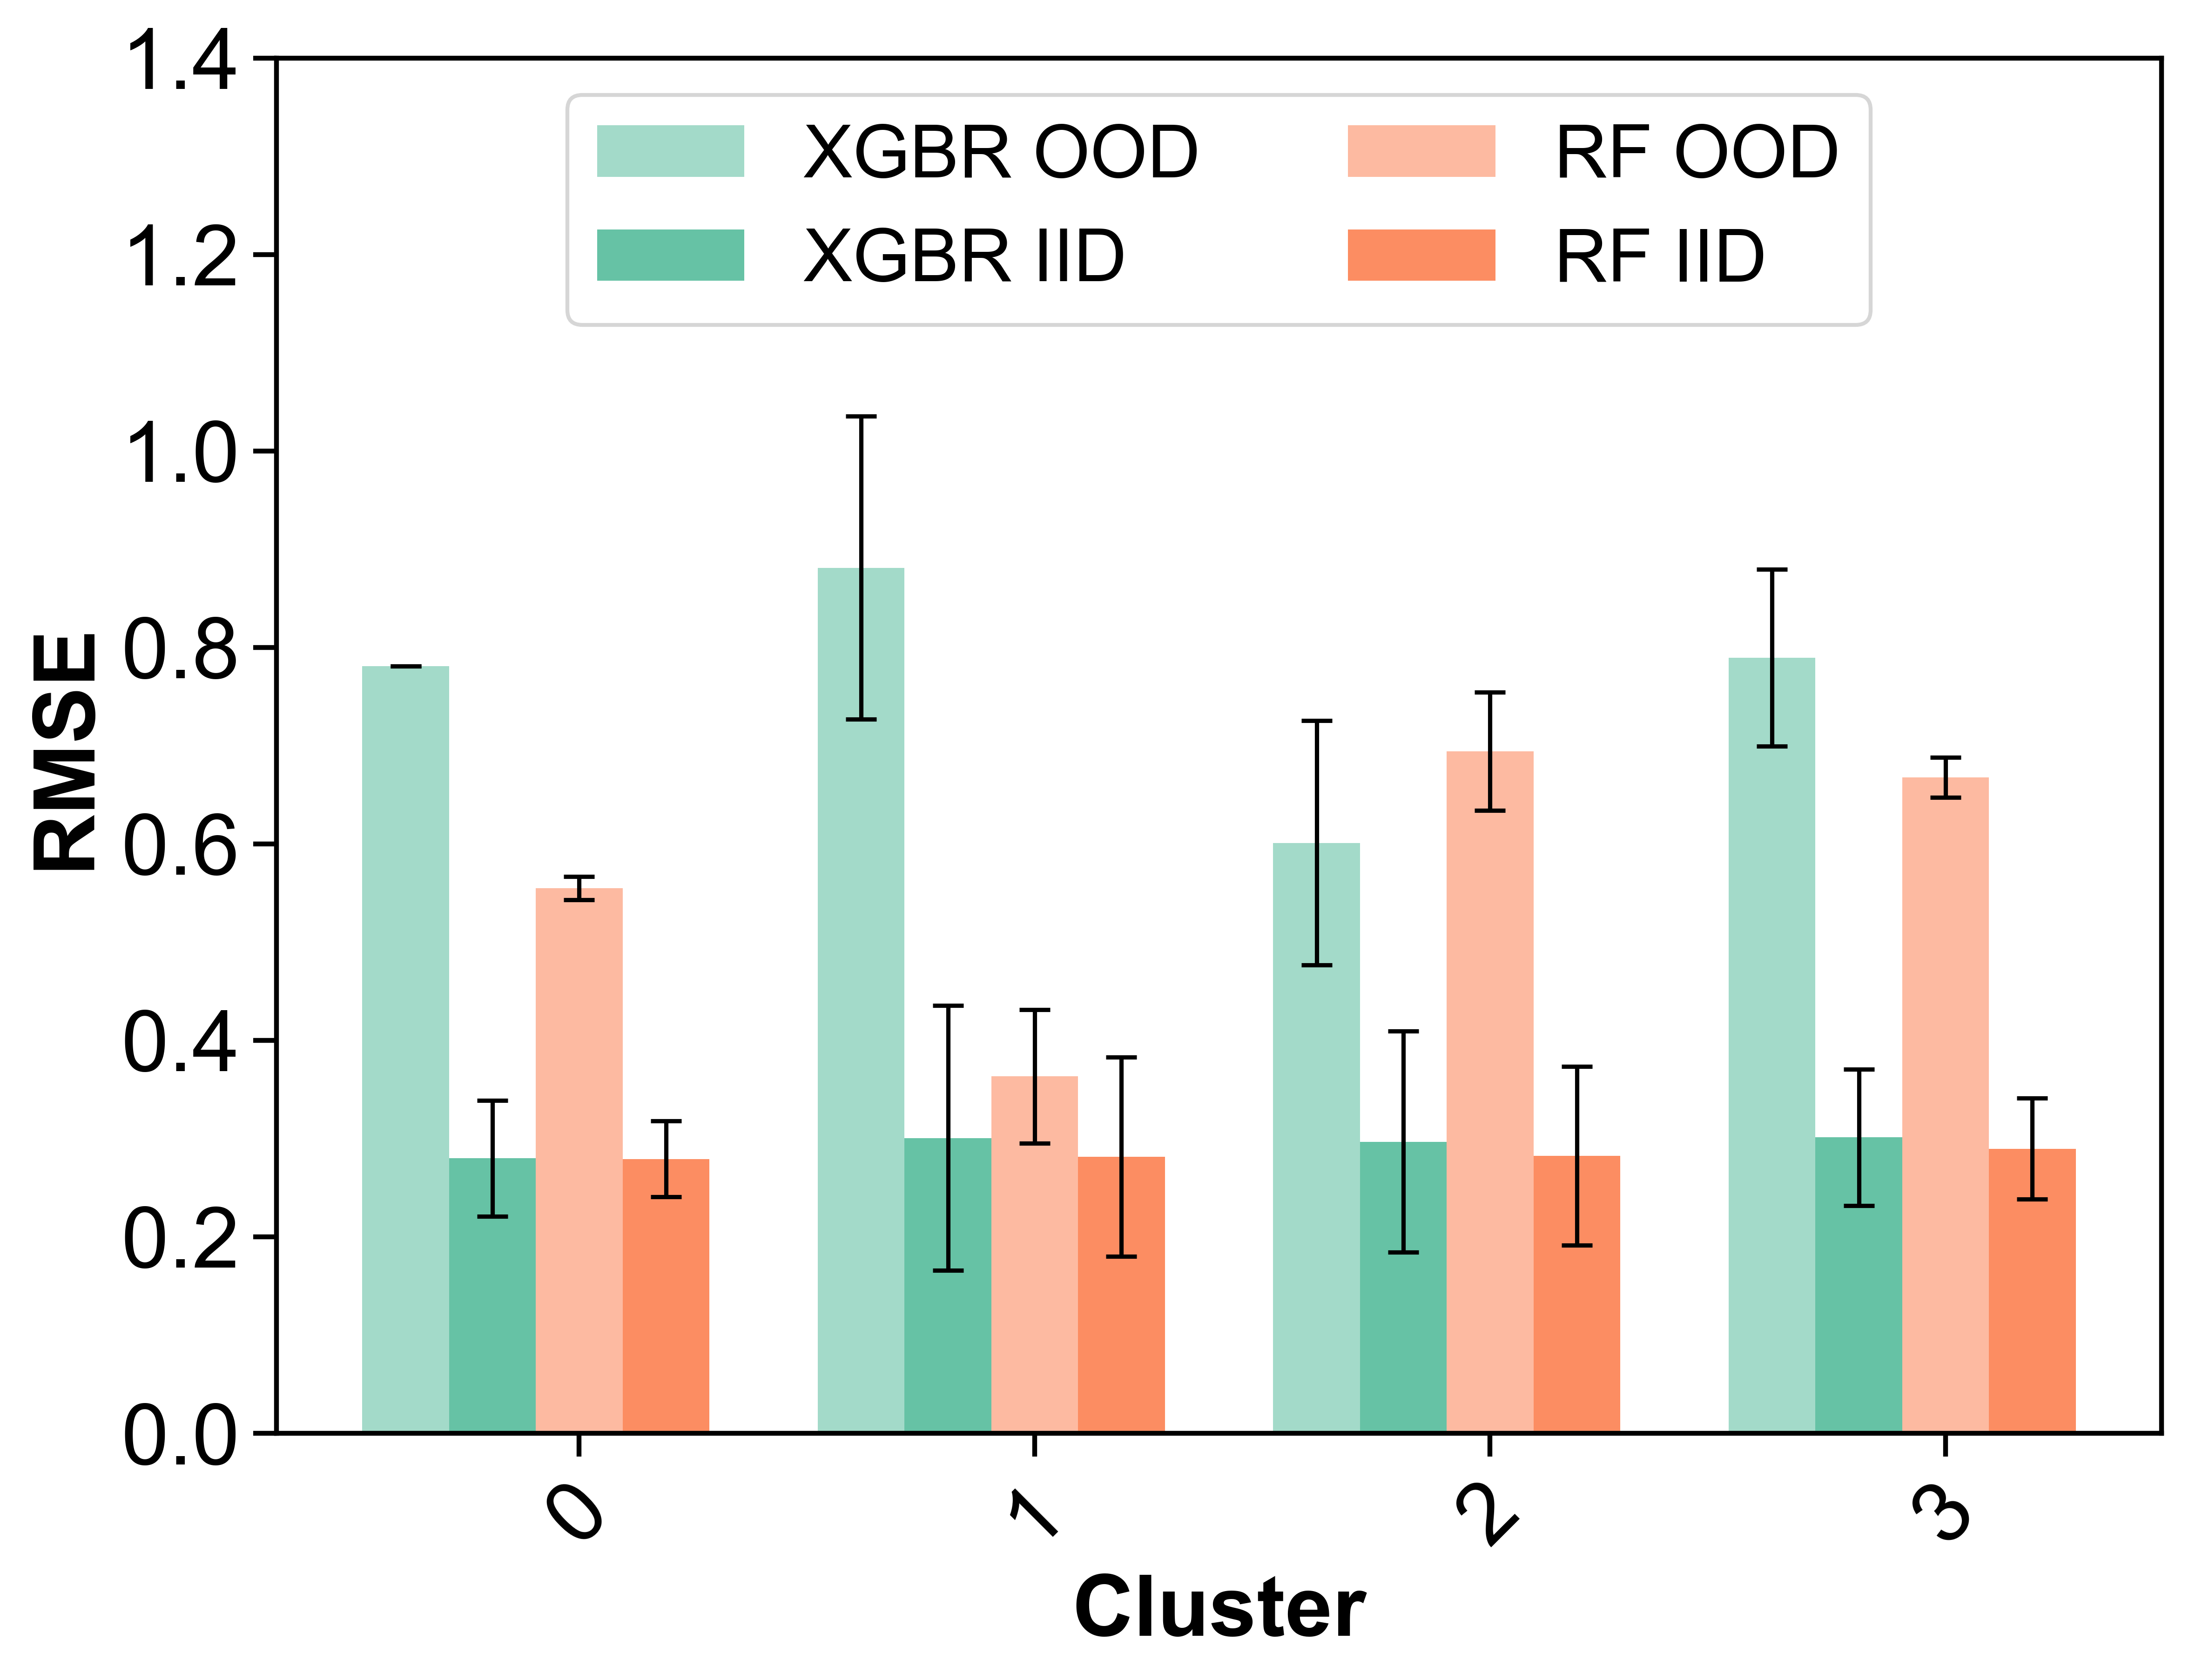 1.4
1.2
1.0
0.8
0.6
0.4
0.2
0.0
RMSE
XGBR OOD
XGBR IID
RF OOD
RF IID
0 1 2 3
Cluster